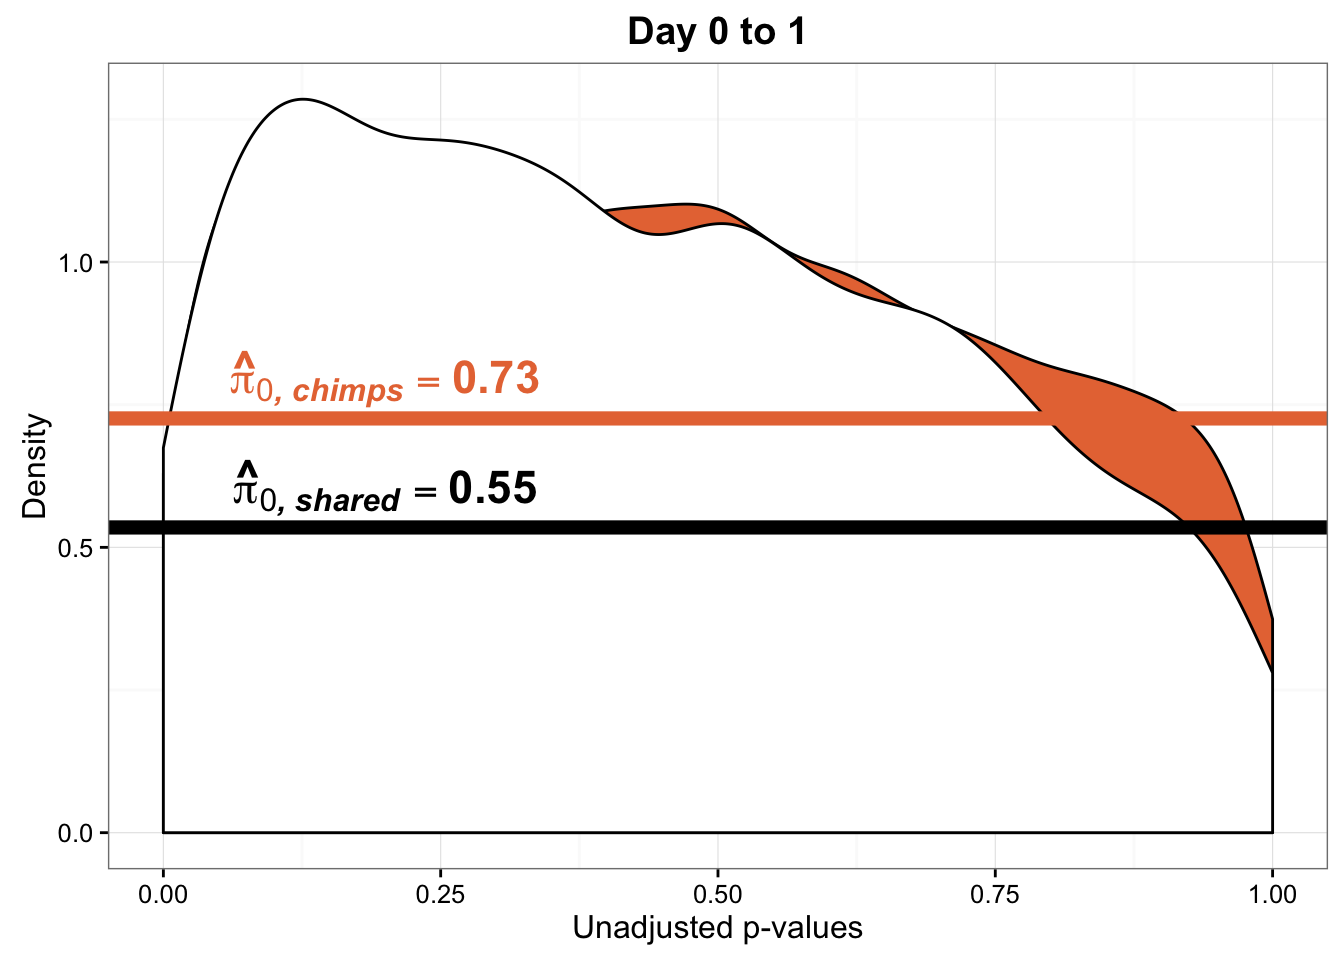 Day 0 to 1
Density
1.0
0.5
0.0
π̂0, chimps = 0.73
π̂0, shared = 0.55
0.00 0.25 0.50 0.75 1.00
Unadjusted p-values